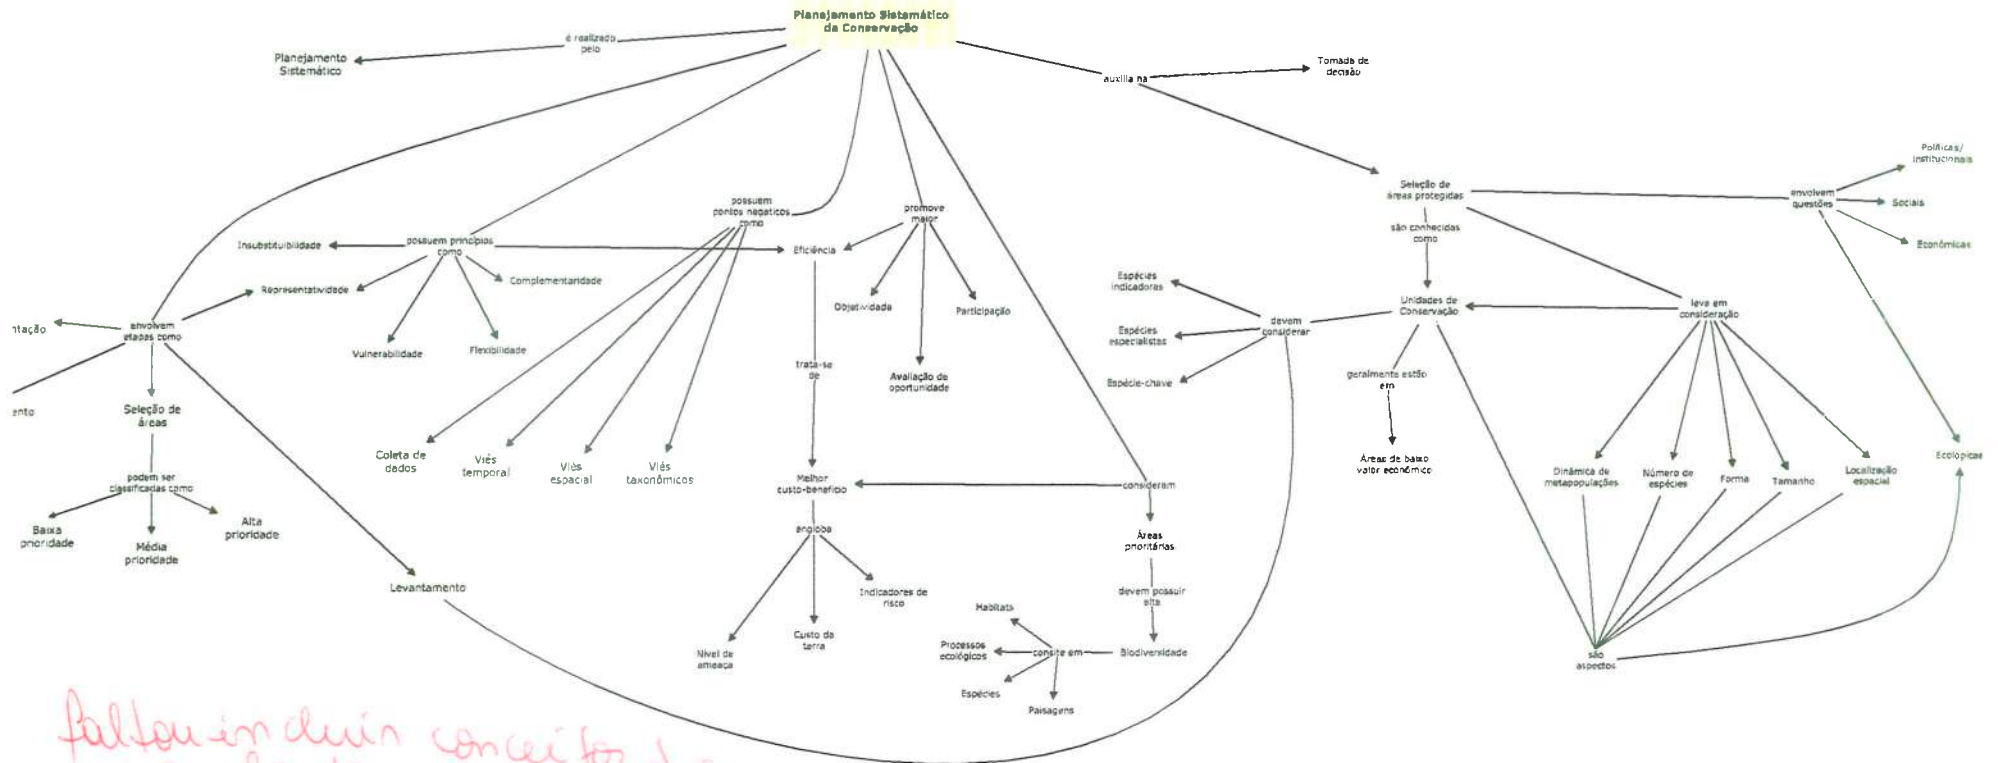 Planejamento Sistemático
da Conservação
é realizado
pelo
Planejamento
Sistemático
auxilia na
Tomada de
decisão
Políticas/
institucionais
Seleção de
áreas protegidas
envolvem
questões
Sociais
Econômicas
são conhecidas
como
possuem
pontos negaticos
como
promove
maior
Insubstituibilidade
possuem princípios
como
Eficiência
Complementaridade
Representatividade
Espécies
indicadoras
Objetividade
Participação
Unidades de
Conservação
leva em
consideração
ntação
envolvem
etapas como
devem
considerar
Espécies
especialistas
Vulnerabilidade
Flexibilidade
trata-se
de
Avaliação de
oportunidade
Espécie-chave
geralmente estão
em
ento
Seleção de
áreas
Coleta de
dados
Viés
temporal
Viés
espacial
Viés
taxonômicos
Áreas de baixo
valor econômico
Ecológicas
podem ser
classificadas como
Melhor
custo-benefício
consideram
Dinâmica de
metapopulações
Número de
espécies
Forma
Tamanho
Localização
espacial
Baixa
prioridade
Média
prioridade
Alta
prioridade
engloba
Áreas
prioritárias
Levantamento
Indicadores de
risco
devem possuir
alta
Habitats
Nível de
ameaça
Custo da
terra
Processos
ecológicos
consite em
Biodiversidade
são
aspectos
Espécies
Paisagens
faltou incluir conceitos